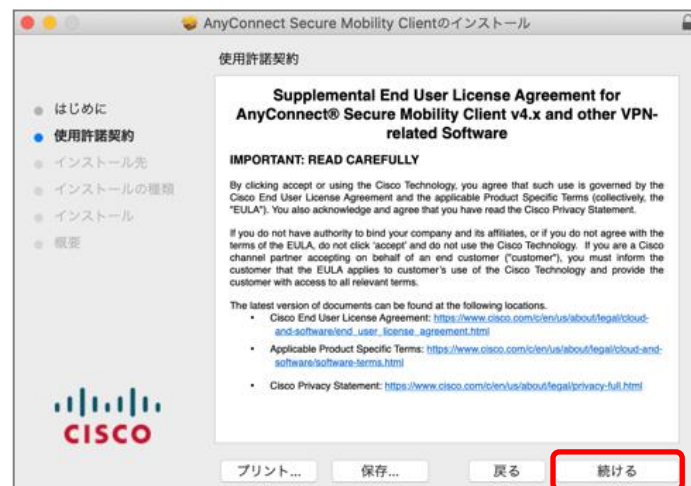 AnyConnect Secure Mobility Clientのインストール
使用許諾契約
はじめに
使用許諾契約
インストール先
インストールの種類
インストール
概要
Supplemental End User License Agreement for
AnyConnect® Secure Mobility Client v4.x and other VPN-
related Software
IMPORTANT: READ CAREFULLY
By clicking accept or using the Cisco Technology, you agree that such use is governed by the
Cisco End User License Agreement and the applicable Product Specific Terms (collectively, the
"EULA"). You also acknowledge and agree that you have read the Cisco Privacy Statement.
If you do not have authority to bind your company and its affiliates, or if you do not agree with the
terms of the EULA, do not click 'accept' and do not use the Cisco Technology. If you are a Cisco
channel partner accepting on behalf of an end customer ("customer"), you must inform the
customer that the EULA applies to customer's use of the Cisco Technology and provide the
customer with access to all relevant terms.
The latest version of documents can be found at the following locations.
• Cisco End User License Agreement: https://www.cisco.com/c/en/us/about/legal/cloud-
and-software/end_user_license_agreement.html
• Applicable Product Specific Terms: https://www.cisco.com/c/en/us/about/legal/cloud-and-
software/software-terms.html
• Cisco Privacy Statement: https://www.cisco.com/c/en/us/about/legal/privacy-full.html
CISCO
プリント... 保存... 戻る 続ける